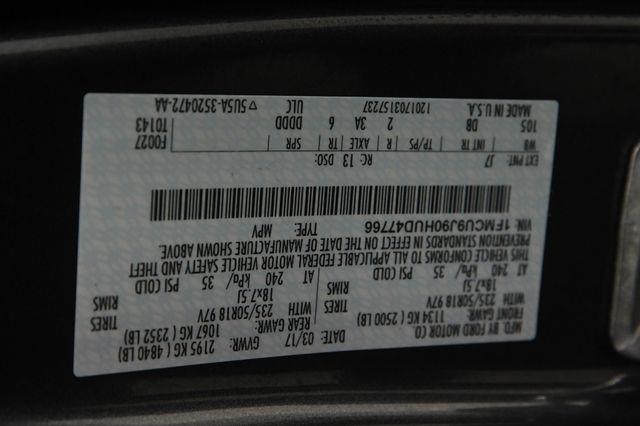 MFD. BY FORD MOTOR CO.
DATE: 03/17 GVWR: 2195 KG ( 4840 LB)
FRONT GAWR: REAR GAWR:
1134 KG ( 2500 LB) 1067 KG ( 2352 LB)
WITH 235/50R18 97V TIRES WITH 235/50R18 97V TIRES
18x7.5J RIMS 18x7.5J RIMS
AT 240 kPa/ 35 PSI COLD AT 240 kPa/ 35 PSI COLD
THIS VEHICLE CONFORMS TO ALL APPLICABLE FEDERAL MOTOR VEHICLE SAFETY AND THEFT
PREVENTION STANDARDS IN EFFECT ON THE DATE OF MANUFACTURE SHOWN ABOVE.
VIN: 1FMCU9J90HUD47766 TYPE: MPV
EXT PNT: J7 RC: 13 DSO:
WB INT TR TP/PS R AXLE TR SPR F0027
105 D8 2 3A 6 DDDD T0143
MADE IN U.S.A. 1201703157237 ULC ▽5U5A-3520472-AA